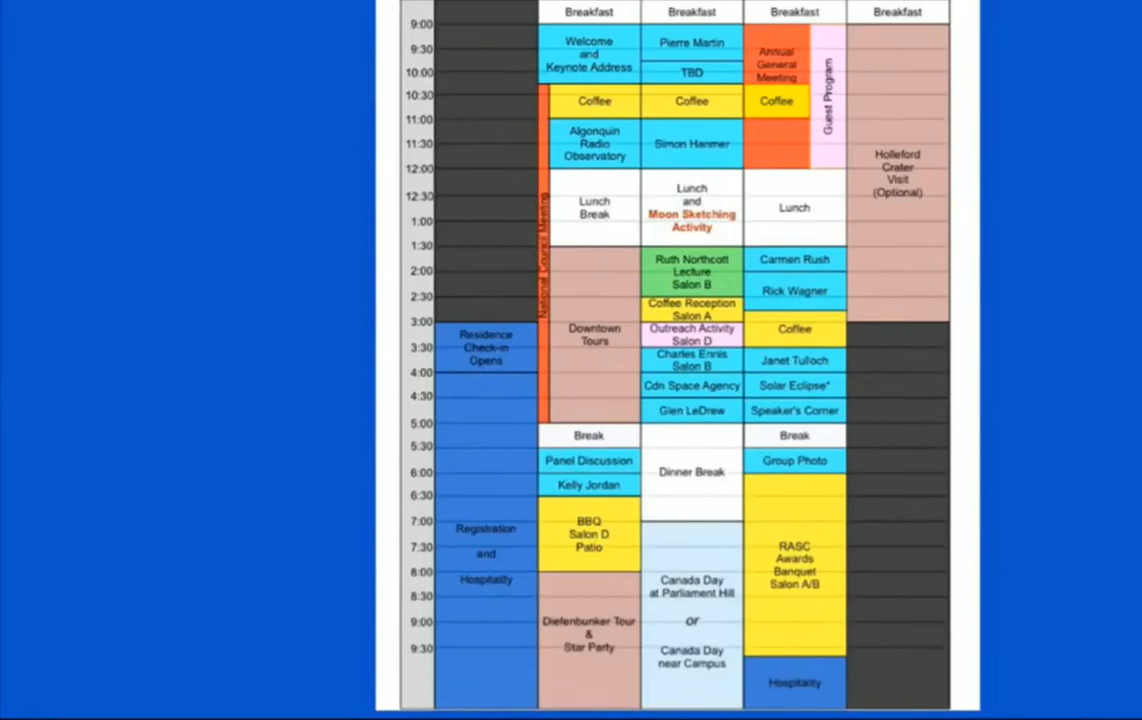 Breakfast
Breakfast
Breakfast
Breakfast
9:00
9:30
10:00
10:30
11:00
11:30
12:00
12:30
1:00
1:30
2:00
2:30
3:00
3:30
4:00
4:30
5:00
5:30
6:00
6:30
7:00
7:30
8:00
8:30
9:00
9:30
Residence
Check-in
Opens
Registration
and
Hospitality
Welcome
and
Keynote Address
National Council Meeting
Coffee
Algonquin
Radio
Observatory
Lunch
Break
Downtown
Tours
Break
Panel Discussion
Kelly Jordan
BBQ
Salon D
Patio
Diefenbunker Tour
&
Star Party
Pierre Martin
TBD
Coffee
Simon Hanmer
Lunch
and
Moon Sketching
Activity
Ruth Northcott
Lecture
Salon B
Coffee Reception
Salon A
Outreach Activity
Salon D
Charles Ennis
Salon B
Cdn Space Agency
Glen LeDrew
Dinner Break
Canada Day
at Parliament Hill
or
Canada Day
near Campus
Annual
General
Meeting
Coffee
Guest Program
Lunch
Carmen Rush
Rick Wagner
Coffee
Janet Tulloch
Solar Eclipse*
Speaker's Corner
Break
Group Photo
RASC
Awards
Banquet
Salon A/B
Hospitality
Holleford
Crater
Visit
(Optional)